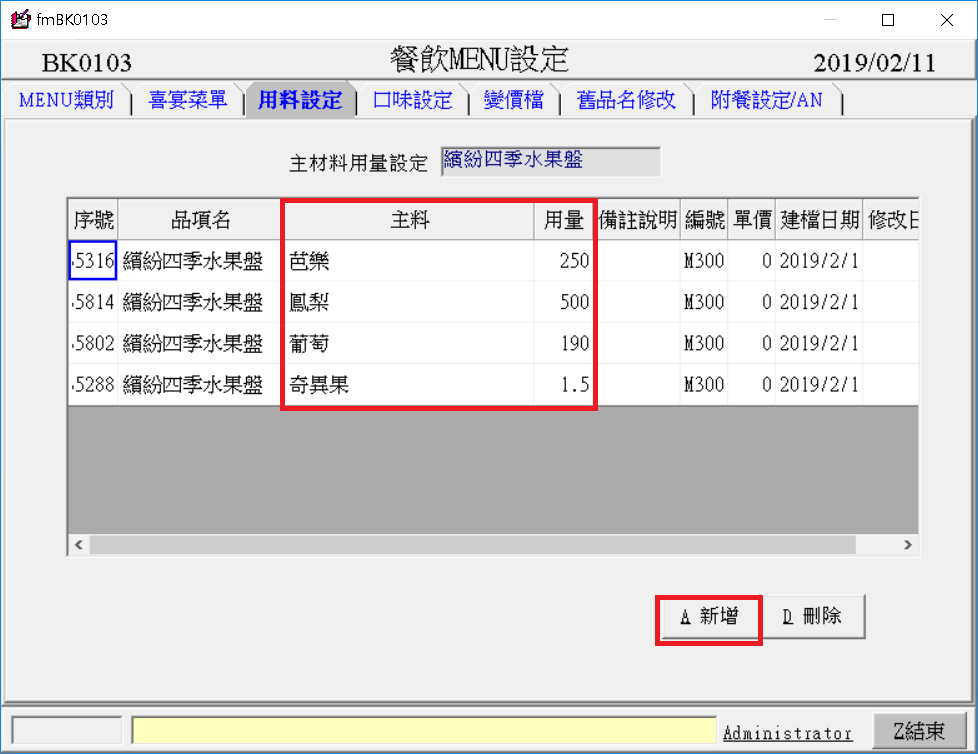 fmBK0103
BK0103 餐飲MENU設定 2019/02/11
MENU類別 喜宴菜單 用料設定 口味設定 變價檔 舊品名修改 附餐設定/AN
主材料用量設定 繽紛四季水果盤
序號 品項名 主料 用量 備註說明 編號 單價 建檔日期 修改日
5316 繽紛四季水果盤 芭樂 250 M300 0 2019/2/1
5814 繽紛四季水果盤 鳳梨 500 M300 0 2019/2/1
5802 繽紛四季水果盤 葡萄 190 M300 0 2019/2/1
5288 繽紛四季水果盤 奇異果 1.5 M300 0 2019/2/1
A 新增 D 刪除
Administrator Z結束